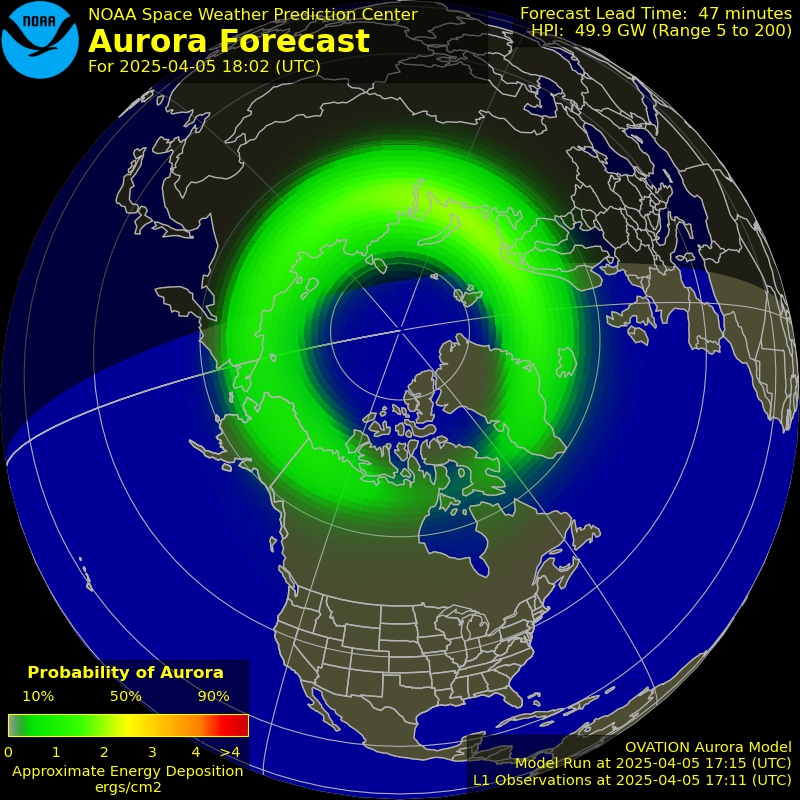 NOAA
NOAA Space Weather Prediction Center
Aurora Forecast
For 2025-04-05 18:02 (UTC)
Forecast Lead Time: 47 minutes
HPI: 49.9 GW (Range 5 to 200)
Probability of Aurora
10% 50% 90%
0 1 2 3 4 >4
Approximate Energy Deposition
ergs/cm2
OVATION Aurora Model
Model Run at 2025-04-05 17:15 (UTC)
L1 Observations at 2025-04-05 17:11 (UTC)